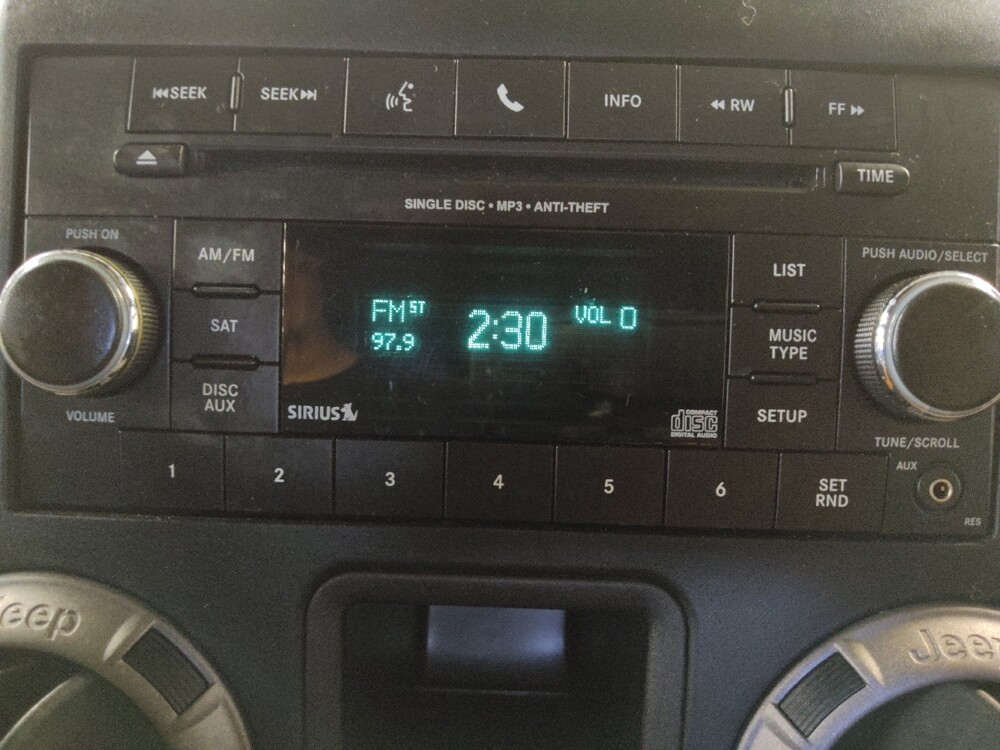 SEEK
SEEK
INFO
RW
FF
TIME
SINGLE DISC • MP3 • ANTI-THEFT
PUSH ON
AM/FM
SAT
DISC
AUX
VOLUME
FM ST
97.9
2:30
VOL 0
SIRIUS
COMPACT
disc
DIGITAL AUDIO
LIST
MUSIC
TYPE
SETUP
PUSH AUDIO/SELECT
TUNE/SCROLL
1
2
3
4
5
6
SET
RND
AUX
RES
Jeep
Jeep